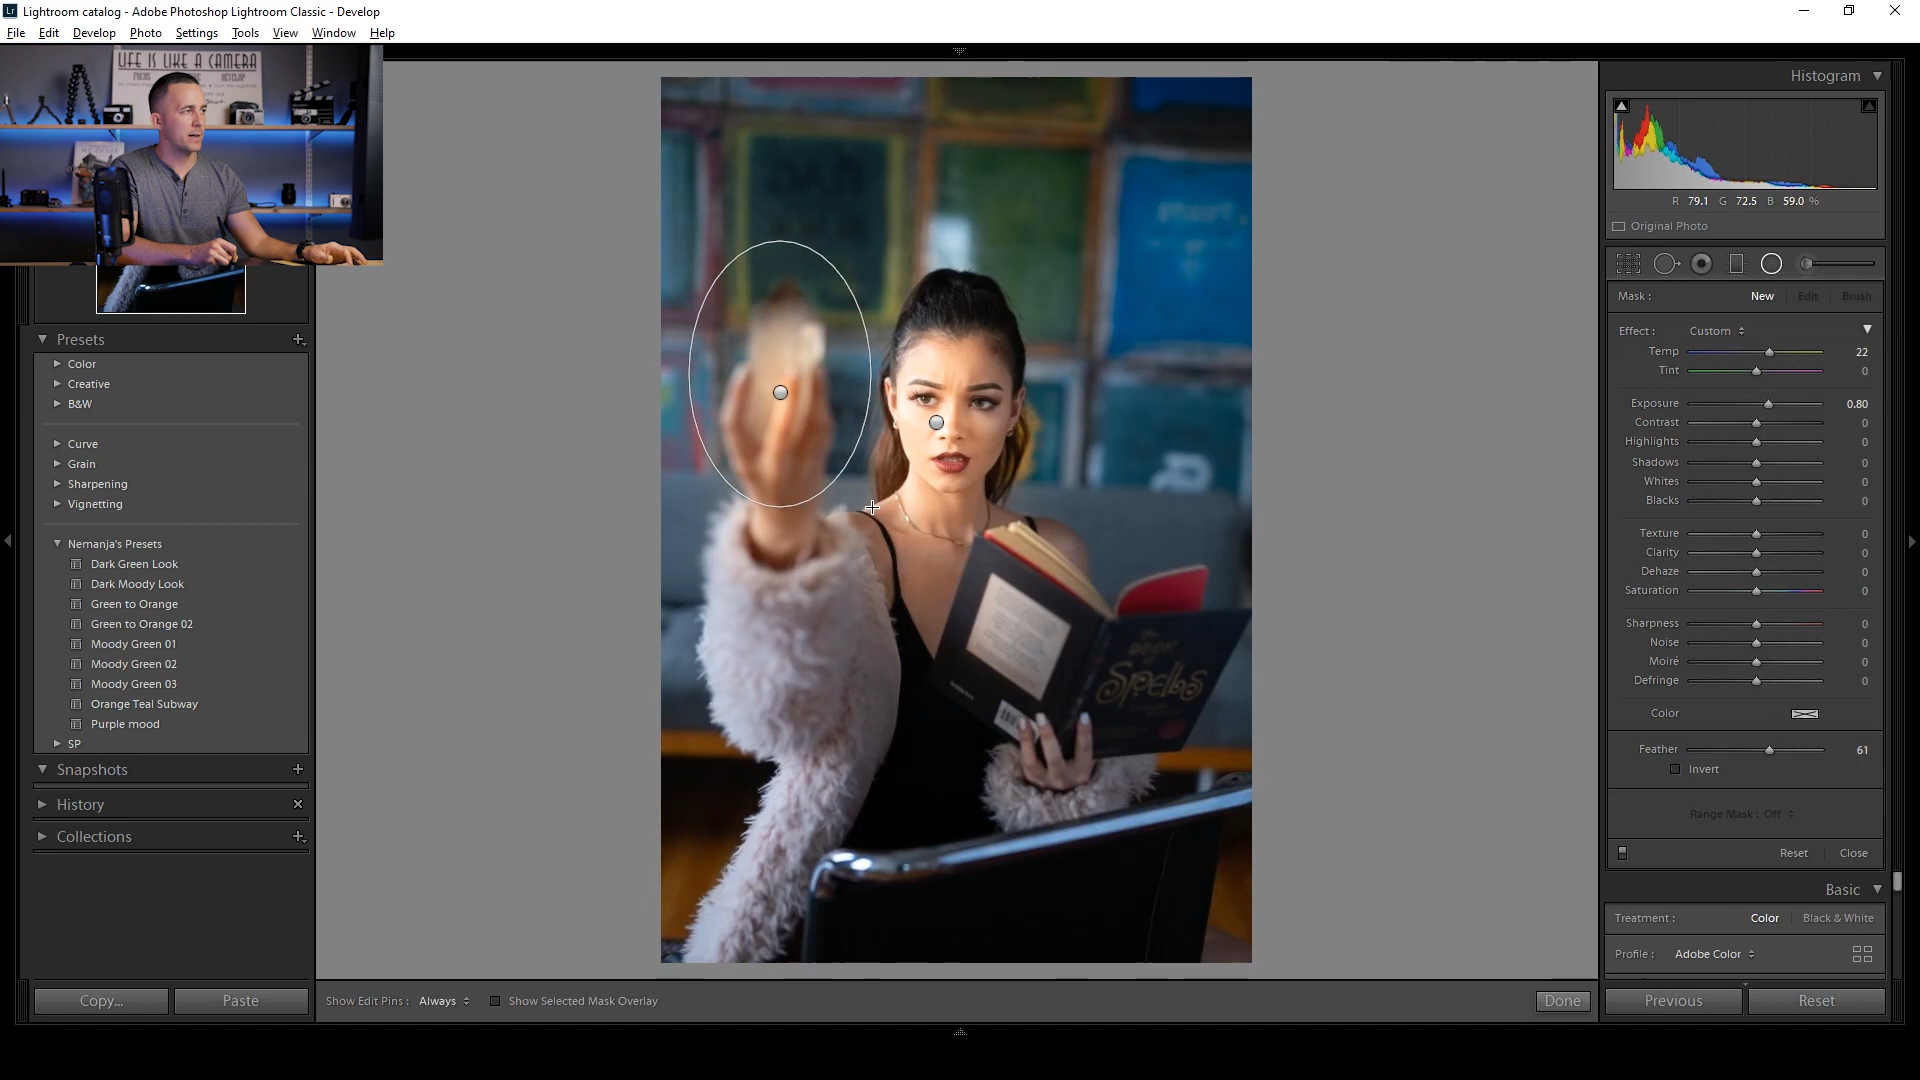 Lr Lightroom catalog - Adobe Photoshop Lightroom Classic - Develop
File Edit Develop Photo Settings Tools View Window Help
LIFE IS LIKE A CAMERA
Histogram
R 79.1 G 72.5 B 59.0 %
Original Photo
Mask : New Edit Brush
Effect : Custom
Temp 22
Tint 0
Exposure 0.80
Contrast 0
Highlights 0
Shadows 0
Whites 0
Blacks 0
Texture 0
Clarity 0
Dehaze 0
Saturation 0
Sharpness 0
Noise 0
Moiré 0
Defringe 0
Color
Feather 61
Invert
Range Mask : Off
Reset Close
Basic
Treatment : Color Black & White
Profile : Adobe Color
Previous Reset
Presets
Color
Creative
B&W
Curve
Grain
Sharpening
Vignetting
Nemanja's Presets
Dark Green Look
Dark Moody Look
Green to Orange
Green to Orange 02
Moody Green 01
Moody Green 02
Moody Green 03
Orange Teal Subway
Purple mood
SP
Snapshots
History
Collections
Copy... Paste
Show Edit Pins : Always Show Selected Mask Overlay Done
The
Book
of
Spells